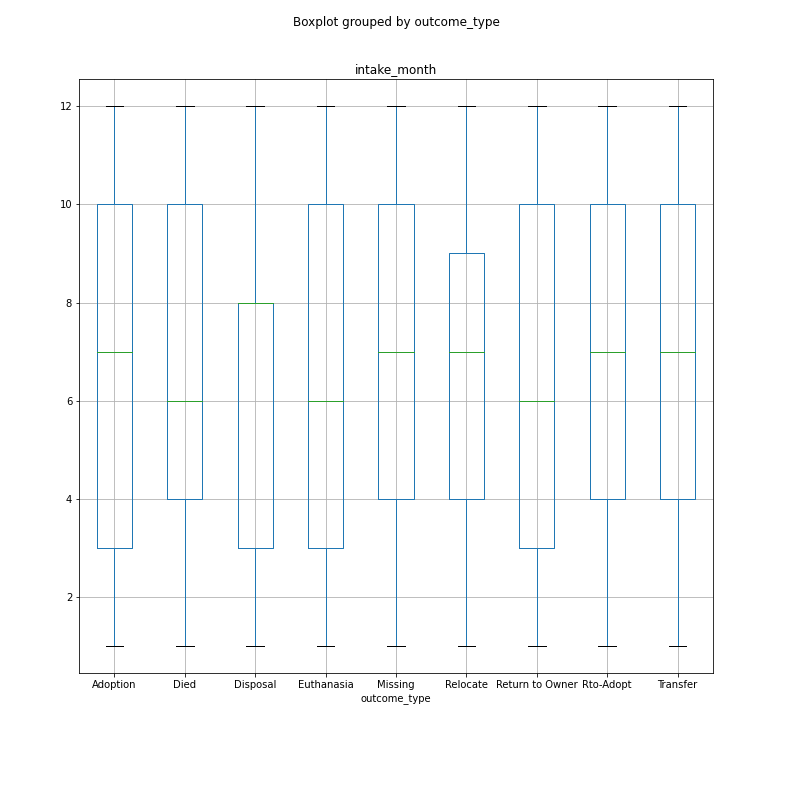 Boxplot grouped by outcome_type
intake_month
12
10
8
6
4
2
Adoption Died Disposal Euthanasia Missing Relocate Return to Owner Rto-Adopt Transfer
outcome_type